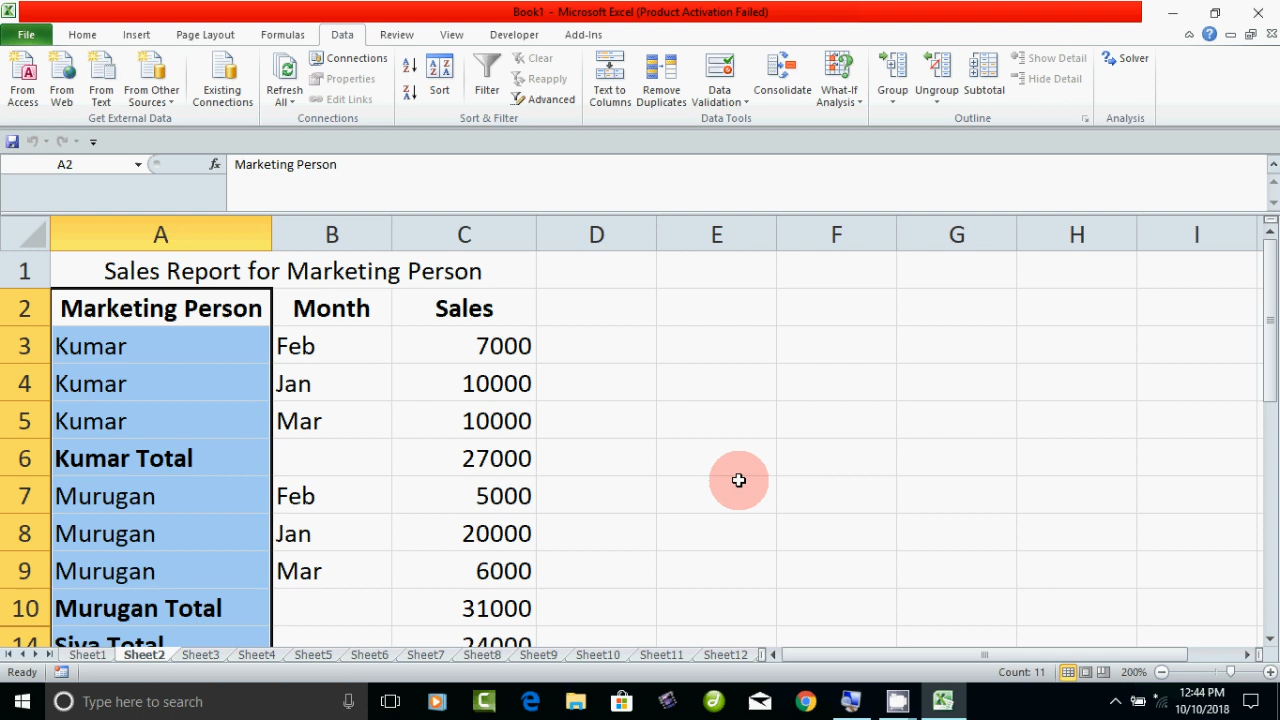 Book1 - Microsoft Excel (Product Activation Failed)
File Home Insert Page Layout Formulas Data Review View Developer Add-Ins
From Access
From Web
From Text
From Other Sources
Existing Connections
Get External Data
Refresh All
Connections
Properties
Edit Links
Connections
Sort
Filter
Clear
Reapply
Advanced
Sort & Filter
Text to Columns
Remove Duplicates
Data Validation
Consolidate
What-If Analysis
Data Tools
Group
Ungroup
Subtotal
Show Detail
Hide Detail
Outline
Solver
Analysis
A2 fx Marketing Person
A B C D E F G H I
1 Sales Report for Marketing Person
2 Marketing Person Month Sales
3 Kumar Feb 7000
4 Kumar Jan 10000
5 Kumar Mar 10000
6 Kumar Total 27000
7 Murugan Feb 5000
8 Murugan Jan 20000
9 Murugan Mar 6000
10 Murugan Total 31000
14 Siva Total 24000
Sheet1 Sheet2 Sheet3 Sheet4 Sheet5 Sheet6 Sheet7 Sheet8 Sheet9 Sheet10 Sheet11 Sheet12
Ready Count: 11 200%
Type here to search
12:44 PM
10/10/2018